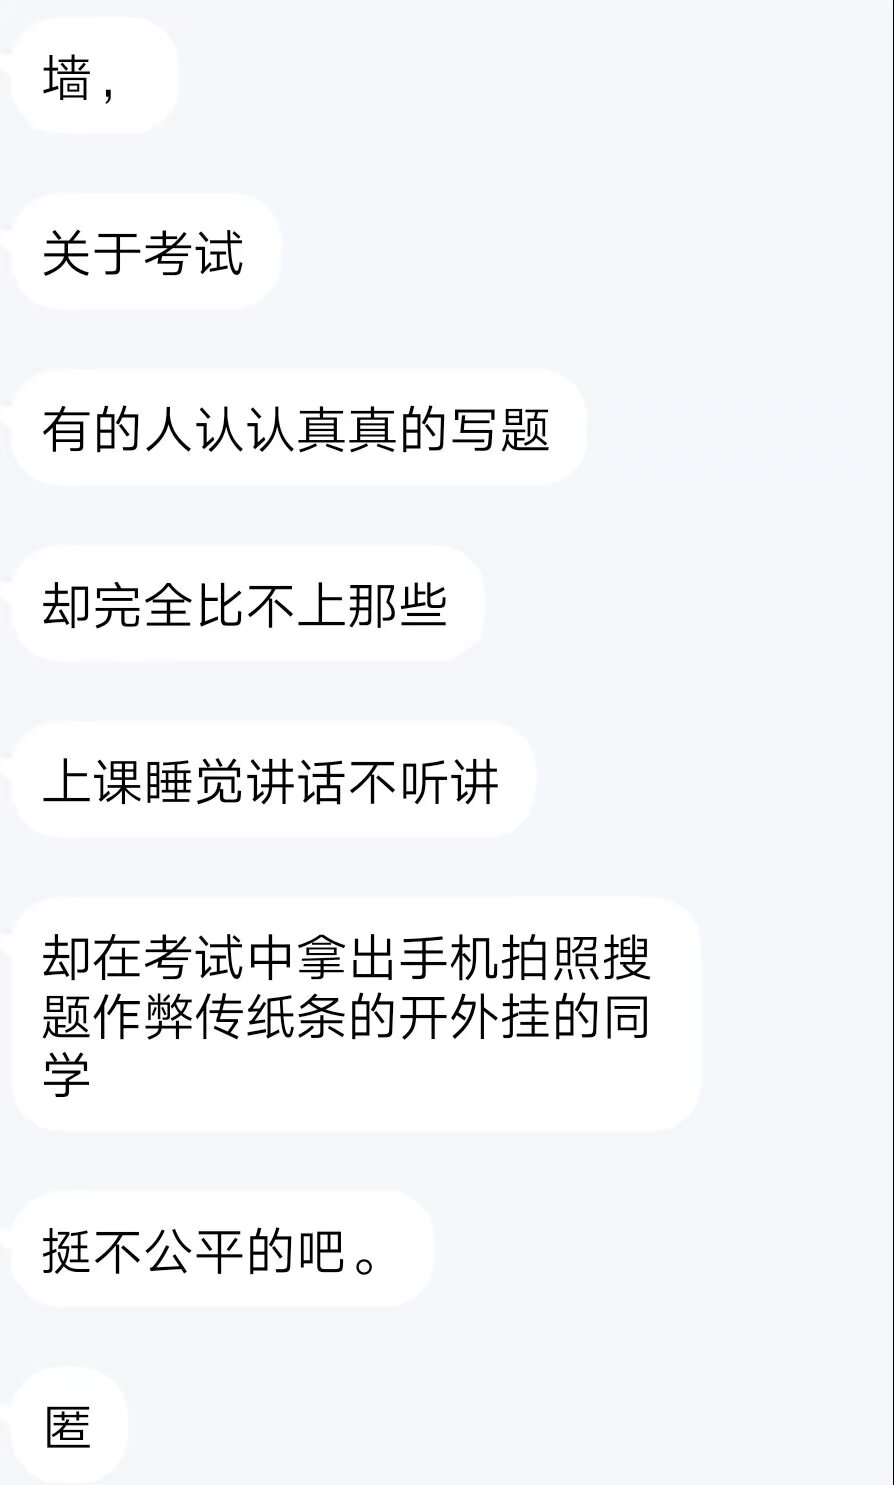 墙，
关于考试
有的人认认真真的写题
却完全比不上那些
上课睡觉讲话不听讲
却在考试中拿出手机拍照搜
题作弊传纸条的开外挂的同
学
挺不公平的吧。
匿